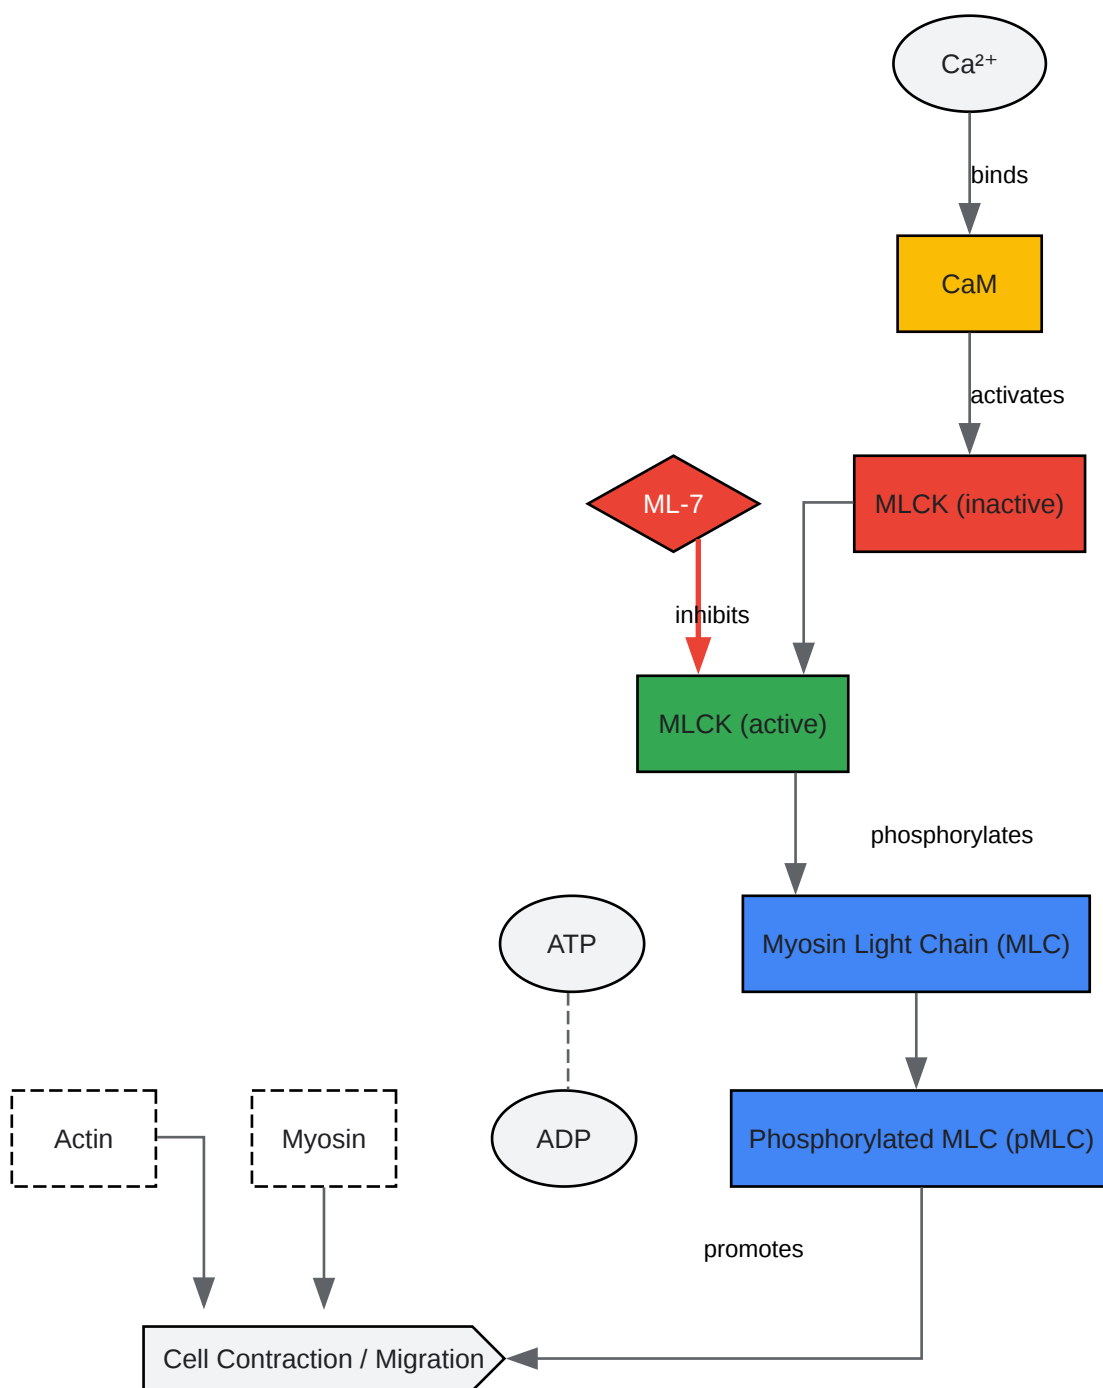 Ca²⁺
binds
CaM
activates
ML-7
MLCK (inactive)
inhibits
MLCK (active)
phosphorylates
ATP
Myosin Light Chain (MLC)
Actin
Myosin
ADP
Phosphorylated MLC (pMLC)
promotes
Cell Contraction / Migration